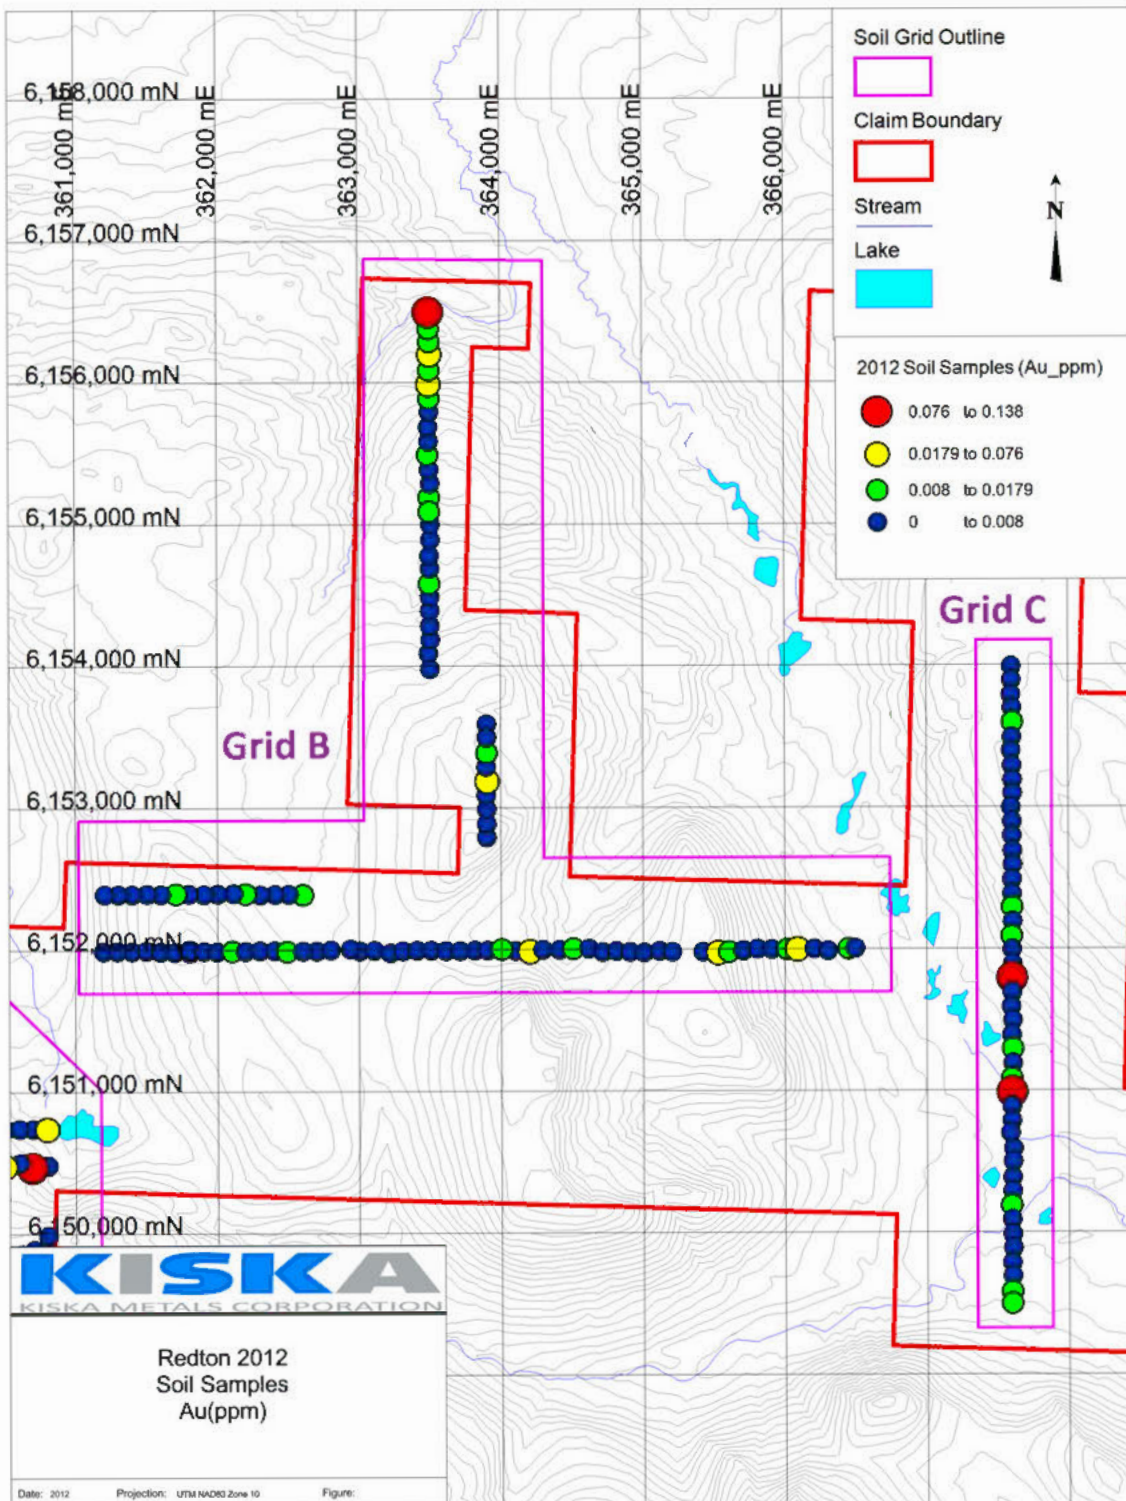 Soil Grid Outline
Claim Boundary
Stream
Lake
N
2012 Soil Samples (Au_ppm)
0.076 to 0.138
0.0179 to 0.076
0.008 to 0.0179
0 to 0.008
361,000 mE
362,000 mE
363,000 mE
364,000 mE
365,000 mE
366,000 mE
6,158,000 mN
6,157,000 mN
6,156,000 mN
6,155,000 mN
6,154,000 mN
6,153,000 mN
6,152,000 mN
6,151,000 mN
6,150,000 mN
Grid B
Grid C
KISKA
KISKA METALS CORPORATION
Redton 2012
Soil Samples
Au(ppm)
Date: 2012 Projection: UTM NAD83 Zone 10 Figure: